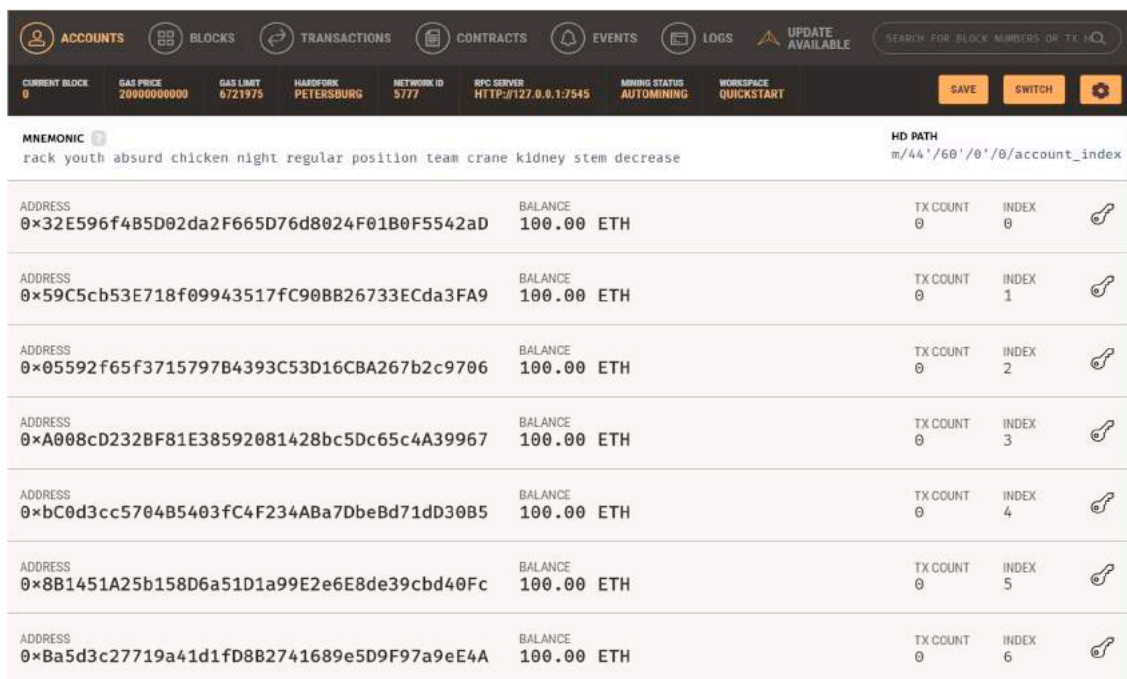 ACCOUNTS BLOCKS TRANSACTIONS CONTRACTS EVENTS LOGS UPDATE AVAILABLE SEARCH FOR BLOCK NUMBERS OR TX H
CURRENT BLOCK GAS PRICE GAS LIMIT HARDFORK NETWORK ID RPC SERVER MINING STATUS WORKSPACE
0 20000000000 6721975 PETERSBURG 5777 HTTP://127.0.0.1:7545 AUTOMINING QUICKSTART SAVE SWITCH
MNEMONIC ? HD PATH
rack youth absurd chicken night regular position team crane kidney stem decrease m/44'/60'/0'/0/account_index
ADDRESS BALANCE TX COUNT INDEX
0×32E596f4B5D02da2F665D76d8024F01B0F5542aD 100.00 ETH 0 0
ADDRESS BALANCE TX COUNT INDEX
0×59C5cb53E718f09943517fC90BB26733ECda3FA9 100.00 ETH 0 1
ADDRESS BALANCE TX COUNT INDEX
0×05592f65f3715797B4393C53D16CBA267b2c9706 100.00 ETH 0 2
ADDRESS BALANCE TX COUNT INDEX
0×A008cD232BF81E38592081428bc5Dc65c4A39967 100.00 ETH 0 3
ADDRESS BALANCE TX COUNT INDEX
0×bC0d3cc5704B5403fC4F234ABa7DbeBd71dD30B5 100.00 ETH 0 4
ADDRESS BALANCE TX COUNT INDEX
0×8B1451A25b158D6a51D1a99E2e6E8de39cbd40Fc 100.00 ETH 0 5
ADDRESS BALANCE TX COUNT INDEX
0×Ba5d3c27719a41d1fD8B2741689e5D9F97a9eE4A 100.00 ETH 0 6